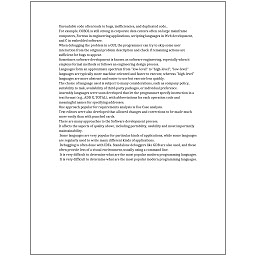 Unreadable code often leads to bugs, inefficiencies, and duplicated code.
For example, COBOL is still strong in corporate data centers often on large mainframe
computers, Fortran in engineering applications, scripting languages in Web development,
and C in embedded software.
When debugging the problem in a GUI, the programmer can try to skip some user
interaction from the original problem description and check if remaining actions are
sufficient for bugs to appear.
Sometimes software development is known as software engineering, especially when it
employs formal methods or follows an engineering design process.
Languages form an approximate spectrum from "low-level" to "high-level"; "low-level"
languages are typically more machine-oriented and faster to execute, whereas "high-level"
languages are more abstract and easier to use but execute less quickly.
The choice of language used is subject to many considerations, such as company policy,
suitability to task, availability of third-party packages, or individual preference.
Assembly languages were soon developed that let the programmer specify instruction in a
text format (e.g., ADD X, TOTAL), with abbreviations for each operation code and
meaningful names for specifying addresses.
One approach popular for requirements analysis is Use Case analysis.
Text editors were also developed that allowed changes and corrections to be made much
more easily than with punched cards.
There are many approaches to the Software development process.
It affects the aspects of quality above, including portability, usability and most importantly
maintainability.
Some languages are very popular for particular kinds of applications, while some languages
are regularly used to write many different kinds of applications.
Debugging is often done with IDEs. Standalone debuggers like GDB are also used, and these
often provide less of a visual environment, usually using a command line.
It is very difficult to determine what are the most popular modern programming languages.
It is very difficult to determine what are the most popular modern programming languages.